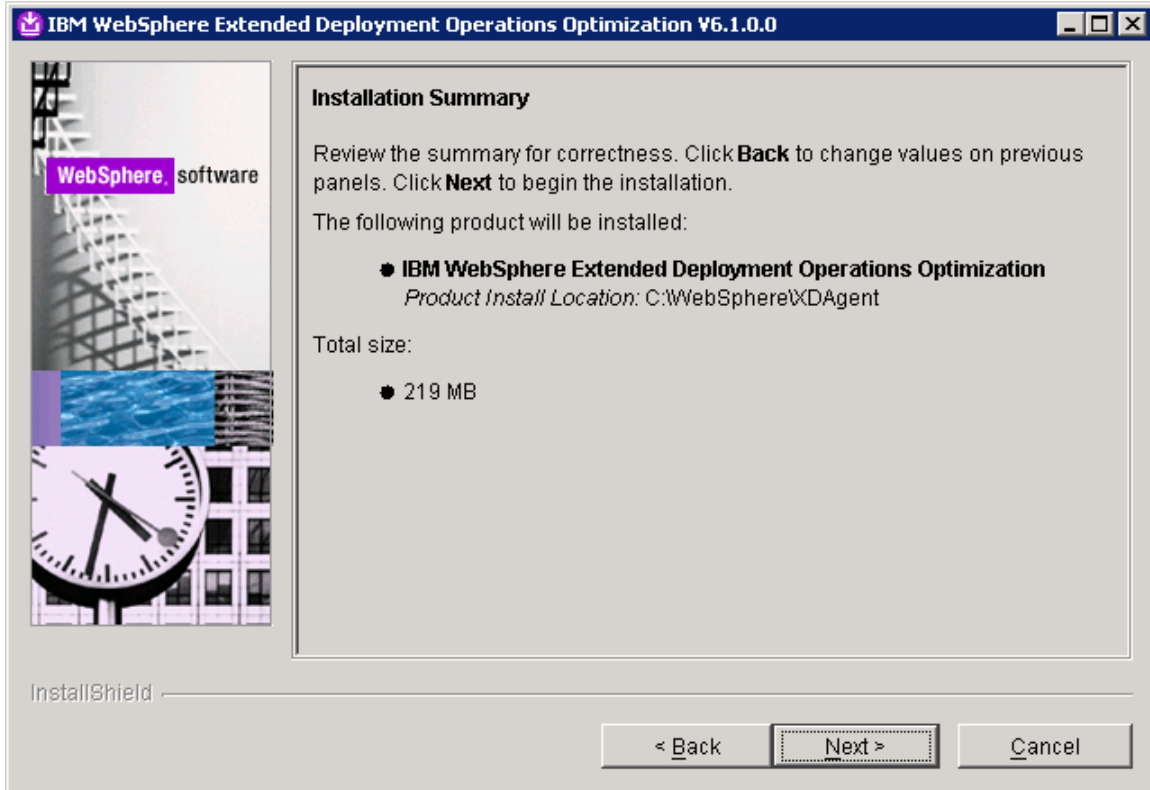 IBM WebSphere Extended Deployment Operations Optimization V6.1.0.0
WebSphere. software
Installation Summary
Review the summary for correctness. Click Back to change values on previous
panels. Click Next to begin the installation.
The following product will be installed:
● IBM WebSphere Extended Deployment Operations Optimization
Product Install Location: C:\WebSphere\XDAgent
Total size:
● 219 MB
InstallShield
< Back
Next >
Cancel